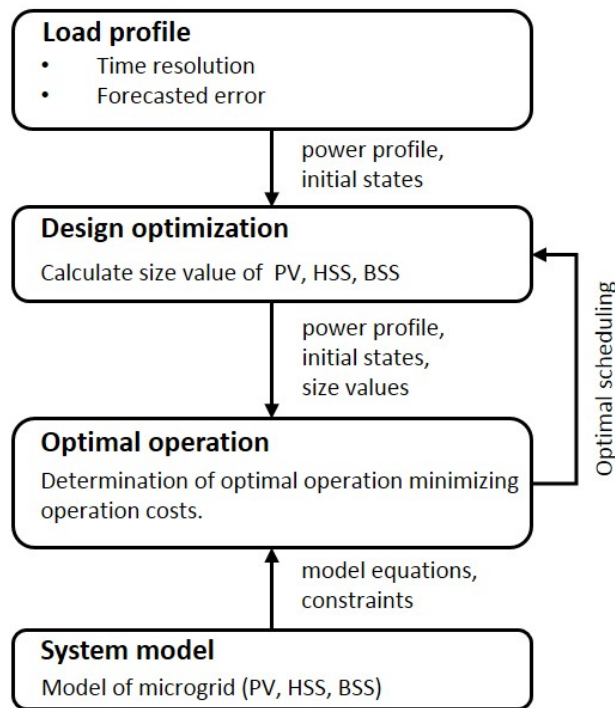 Load profile
• Time resolution
• Forecasted error
power profile,
initial states
Design optimization
Calculate size value of PV, HSS, BSS
power profile,
initial states,
size values
Optimal scheduling
Optimal operation
Determination of optimal operation minimizing
operation costs.
model equations,
constraints
System model
Model of microgrid (PV, HSS, BSS)